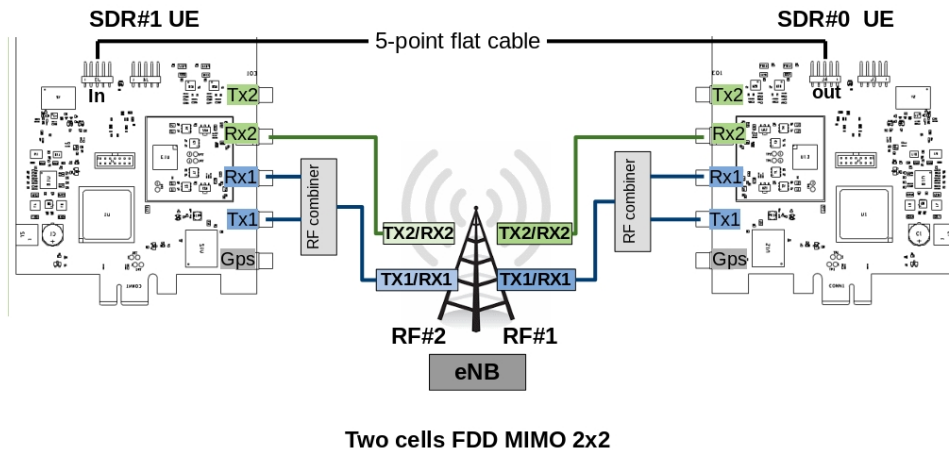 SDR#1 UE
SDR#0 UE
5-point flat cable
In
out
Tx2
Rx2
Rx1
Tx1
Gps
RF combiner
TX2/RX2
TX1/RX1
RF#2
TX2/RX2
TX1/RX1
RF#1
RF combiner
Tx2
Rx2
Rx1
Tx1
Gps
eNB
Two cells FDD MIMO 2x2